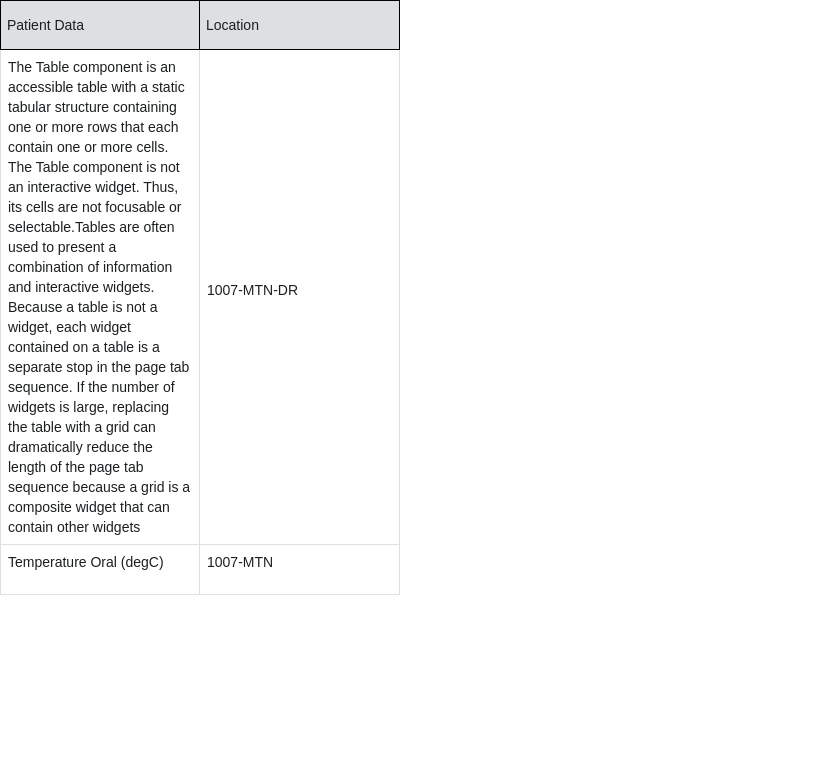 Patient Data
Location
The Table component is an
accessible table with a static
tabular structure containing
one or more rows that each
contain one or more cells.
The Table component is not
an interactive widget. Thus,
its cells are not focusable or
selectable.Tables are often
used to present a
combination of information
and interactive widgets.
Because a table is not a
widget, each widget
contained on a table is a
separate stop in the page tab
sequence. If the number of
widgets is large, replacing
the table with a grid can
dramatically reduce the
length of the page tab
sequence because a grid is a
composite widget that can
contain other widgets
1007-MTN-DR
Temperature Oral (degC)
1007-MTN